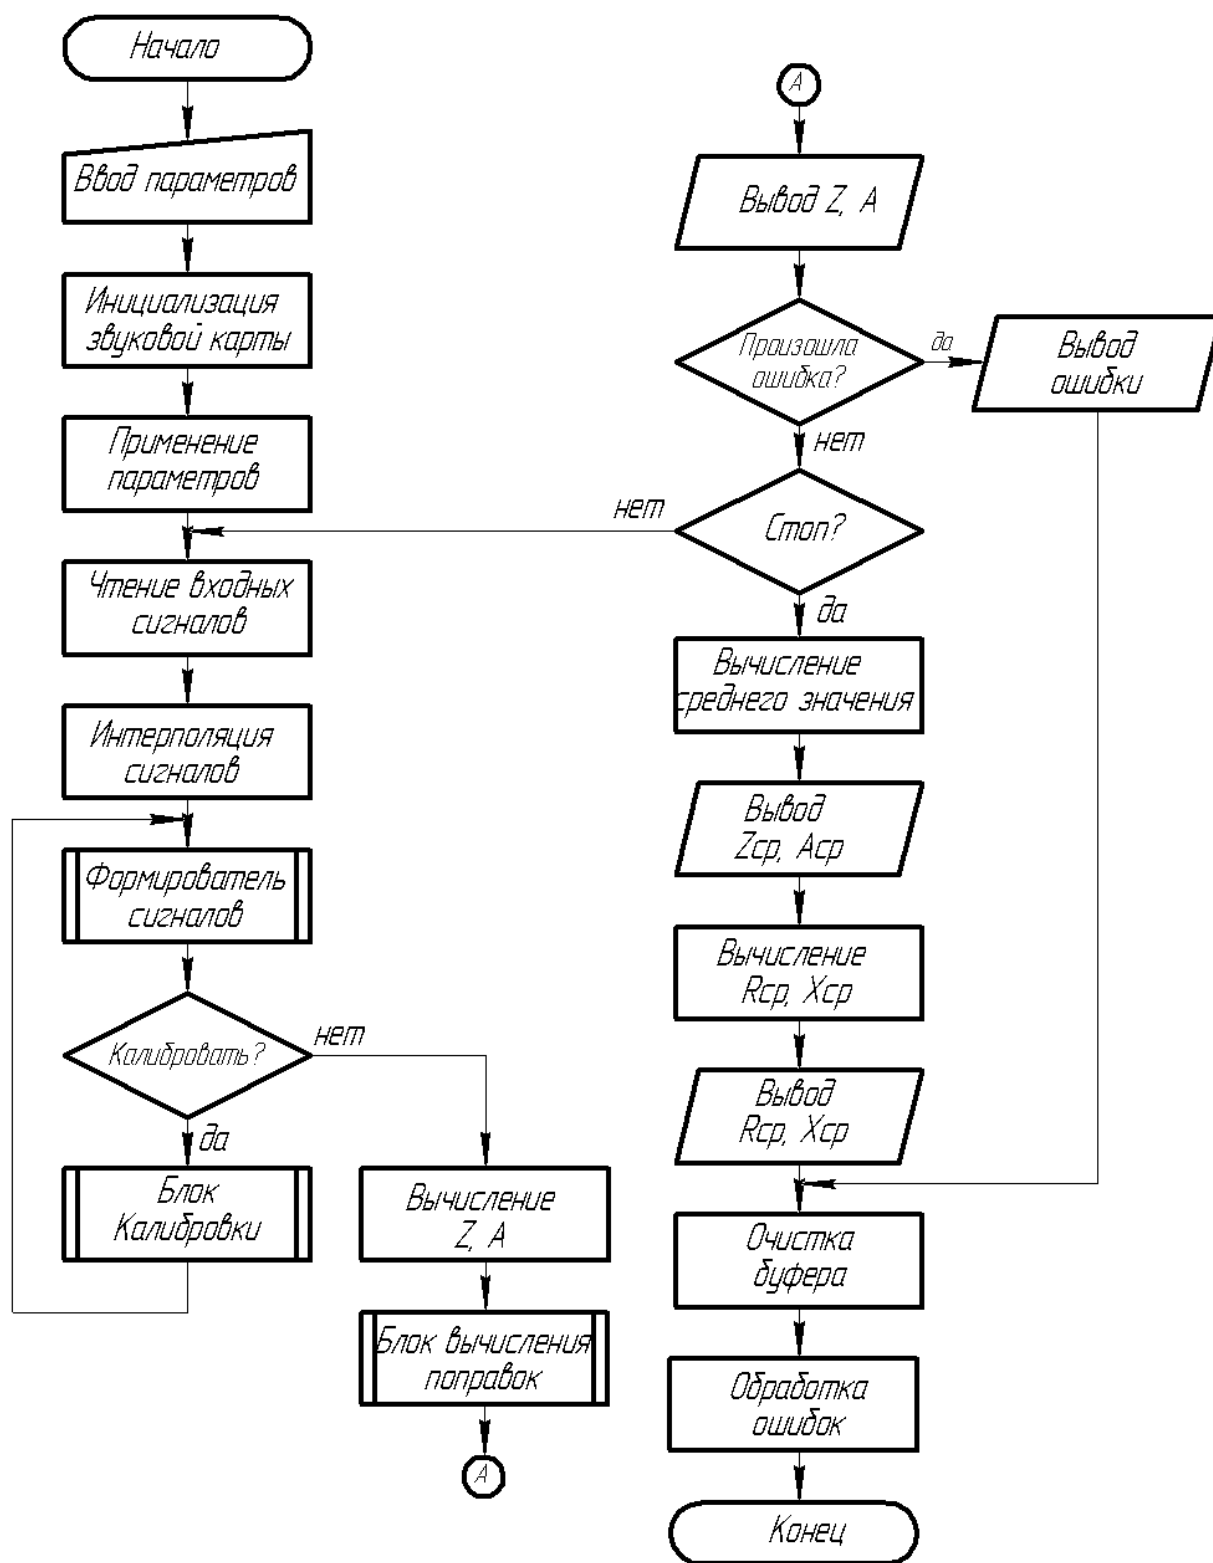 Начало
Ввод параметров
Инициализация
звуковой карты
Применение
параметров
Чтение входных
сигналов
Интерполяция
сигналов
Формирователь
сигналов
Калибровать?
нет
да
Блок
Калибровки
Вычисление
Z, A
Блок вычисления
поправок
A
A
Вывод Z, A
Произошла
ошибка?
да
Вывод
ошибки
нет
Стоп?
нет
да
Вычисление
среднего значения
Вывод
Zср, Aср
Вычисление
Rср, Xср
Вывод
Rср, Xср
Очистка
буфера
Обработка
ошибок
Конец